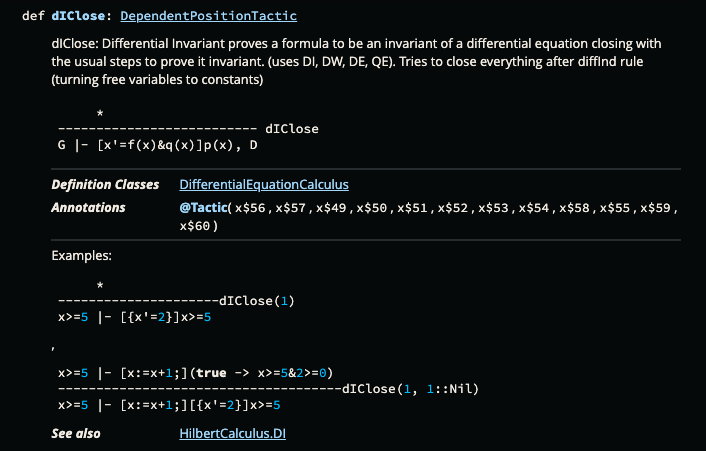 def dIClose: DependentPositionTactic
dIClose: Differential Invariant proves a formula to be an invariant of a differential equation closing with
the usual steps to prove it invariant. (uses DI, DW, DE, QE). Tries to close everything after diffInd rule
(turning free variables to constants)
*
--------------------------- dIClose
G |- [x'=f(x)&q(x)]p(x), D
Definition Classes DifferentialEquationCalculus
Annotations @Tactic( x$56 , x$57 , x$49 , x$50 , x$51 , x$52 , x$53 , x$54 , x$58 , x$55 , x$59 ,
x$60 )
Examples:
*
---------------------dIClose(1)
x>=5 |- [{x'=2}]x>=5
,
x>=5 |- [x:=x+1;](true -> x>=5&2>=0)
-------------------------------------dIClose(1, 1::Nil)
x>=5 |- [x:=x+1;][{x'=2}]x>=5
See also HilbertCalculus.DI